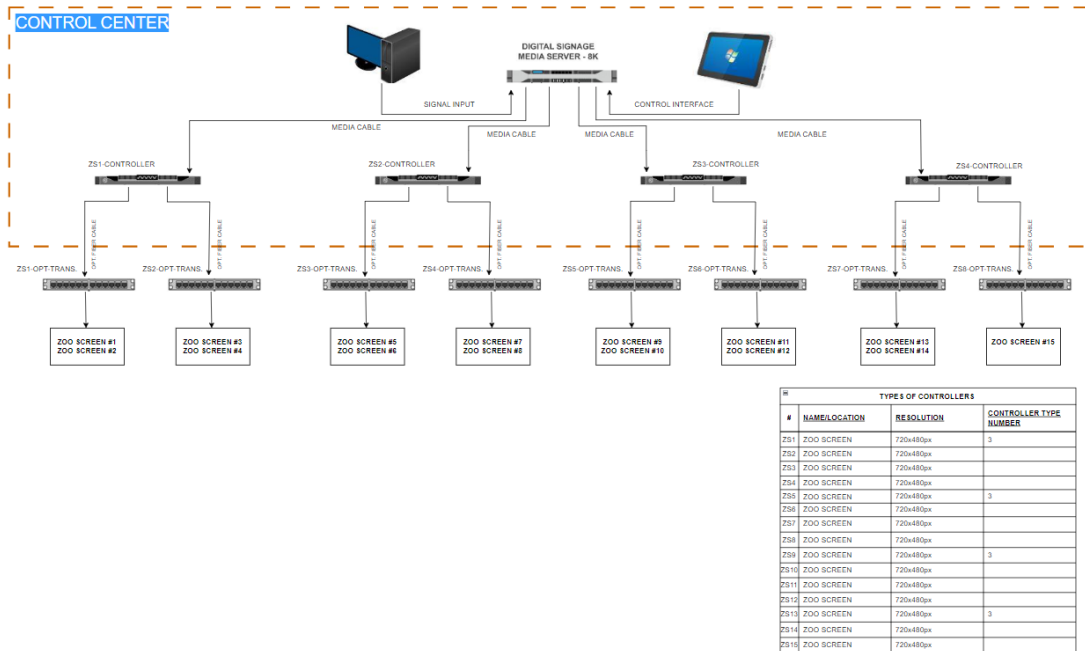 CONTROL CENTER
DIGITAL SIGNAGE
MEDIA SERVER - 8K
SIGNAL INPUT
CONTROL INTERFACE
MEDIA CABLE
MEDIA CABLE
MEDIA CABLE
MEDIA CABLE
ZS1-CONTROLLER
ZS2-CONTROLLER
ZS3-CONTROLLER
ZS4-CONTROLLER
OPT. FIBER CABLE
OPT. FIBER CABLE
OPT. FIBER CABLE
OPT. FIBER CABLE
OPT. FIBER CABLE
OPT. FIBER CABLE
OPT. FIBER CABLE
OPT. FIBER CABLE
ZS1-OPT-TRANS.
ZS2-OPT-TRANS.
ZS3-OPT-TRANS.
ZS4-OPT-TRANS.
ZS5-OPT-TRANS.
ZS6-OPT-TRANS.
ZS7-OPT-TRANS.
ZS8-OPT-TRANS.
ZOO SCREEN #1
ZOO SCREEN #2
ZOO SCREEN #3
ZOO SCREEN #4
ZOO SCREEN #5
ZOO SCREEN #6
ZOO SCREEN #7
ZOO SCREEN #8
ZOO SCREEN #9
ZOO SCREEN #10
ZOO SCREEN #11
ZOO SCREEN #12
ZOO SCREEN #13
ZOO SCREEN #14
ZOO SCREEN #15
TYPES OF CONTROLLERS
# NAME/LOCATION RESOLUTION CONTROLLER TYPE NUMBER
ZS1 ZOO SCREEN 720x480px 3
ZS2 ZOO SCREEN 720x480px
ZS3 ZOO SCREEN 720x480px
ZS4 ZOO SCREEN 720x480px
ZS5 ZOO SCREEN 720x480px 3
ZS6 ZOO SCREEN 720x480px
ZS7 ZOO SCREEN 720x480px
ZS8 ZOO SCREEN 720x480px
ZS9 ZOO SCREEN 720x480px 3
ZS10 ZOO SCREEN 720x480px
ZS11 ZOO SCREEN 720x480px
ZS12 ZOO SCREEN 720x480px
ZS13 ZOO SCREEN 720x480px 3
ZS14 ZOO SCREEN 720x480px
ZS15 ZOO SCREEN 720x480px